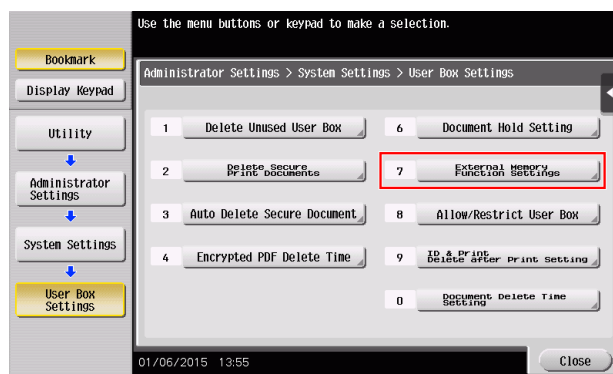 Use the menu buttons or keypad to make a selection.
Bookmark
Display Keypad
Utility
Administrator
Settings
System Settings
User Box
Settings
Administrator Settings > System Settings > User Box Settings
1 Delete Unused User Box
2 Delete Secure
Print Documents
3 Auto Delete Secure Document
4 Encrypted PDF Delete Time
6 Document Hold Setting
7 External Memory
Function Settings
8 Allow/Restrict User Box
9 ID & Print
Delete after Print Setting
0 Document Delete Time
Setting
01/06/2015 13:55
Close